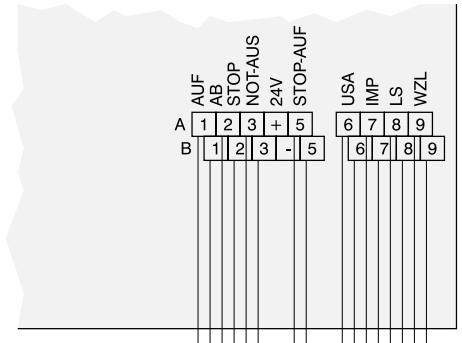 AUF
AB
STOP
NOT-AUS
24V
STOP-AUF
USA
IMP
LS
WZL
A 1 2 3 + 5 6 7 8 9
B 1 2 3 - 5 6 7 8 9